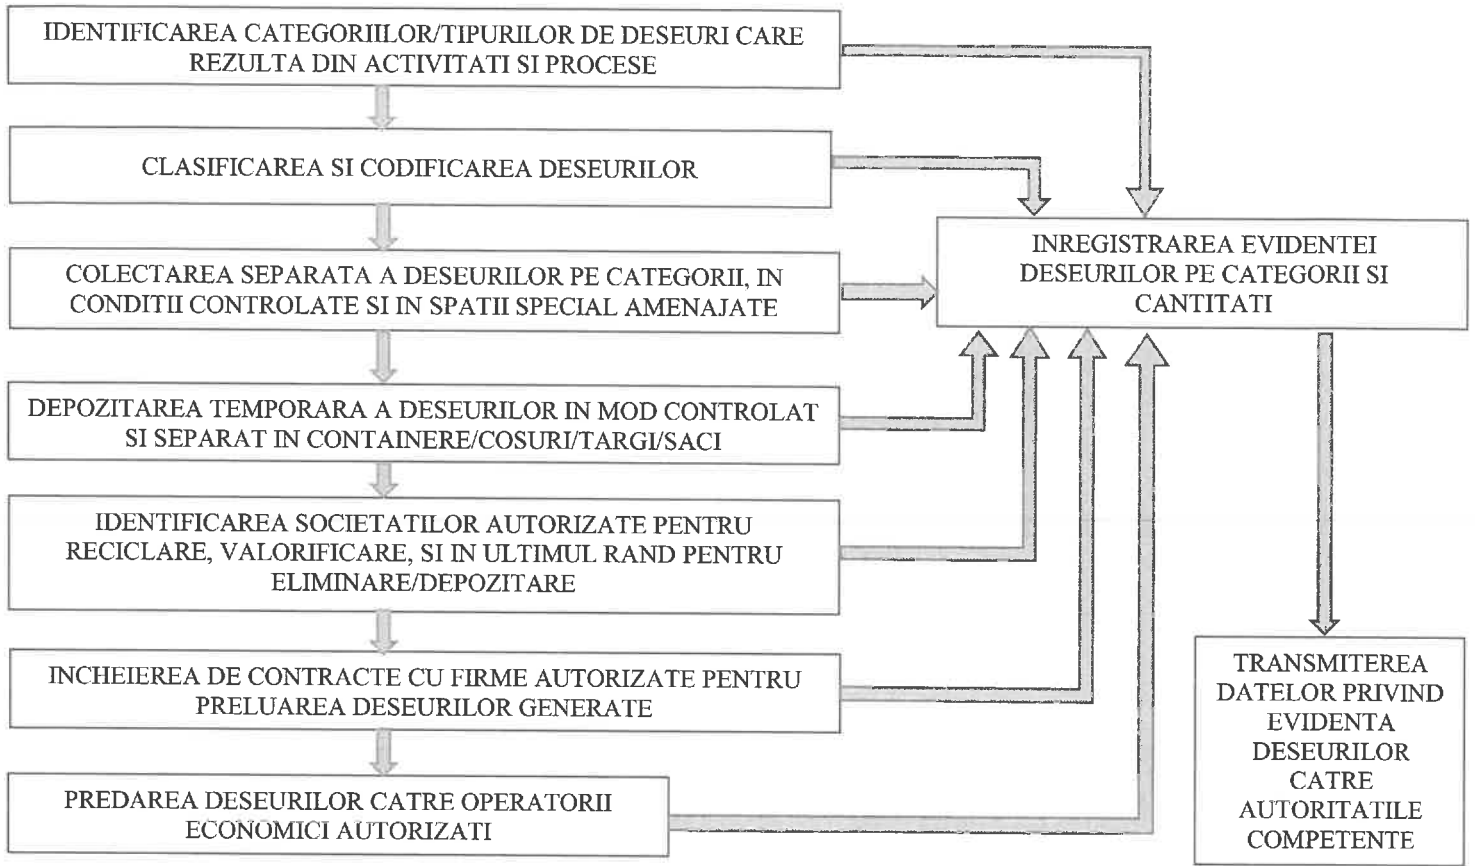 IDENTIFICAREA CATEGORIILOR/TIPURILOR DE DESEURI CARE
REZULTA DIN ACTIVITATI SI PROCESE
CLASIFICAREA SI CODIFICAREA DESEURILOR
COLECTAREA SEPARATA A DESEURILOR PE CATEGORII, IN
CONDITII CONTROLATE SI IN SPATII SPECIAL AMENAJATE
DEPOZITAREA TEMPORARA A DESEURILOR IN MOD CONTROLAT
SI SEPARAT IN CONTAINERE/COSURI/TARGI/SACI
IDENTIFICAREA SOCIETATILOR AUTORIZATE PENTRU
RECICLARE, VALORIFICARE, SI IN ULTIMUL RAND PENTRU
ELIMINARE/DEPOZITARE
INCHEIEREA DE CONTRACTE CU FIRME AUTORIZATE PENTRU
PRELUAREA DESEURILOR GENERATE
PREDAREA DESEURILOR CATRE OPERATORII
ECONOMICI AUTORIZATI
INREGISTRAREA EVIDENTEI
DESEURILOR PE CATEGORII SI
CANTITATI
TRANSMITEREA
DATELOR PRIVIND
EVIDENTA
DESEURILOR
CATRE
AUTORITATILE
COMPETENTE